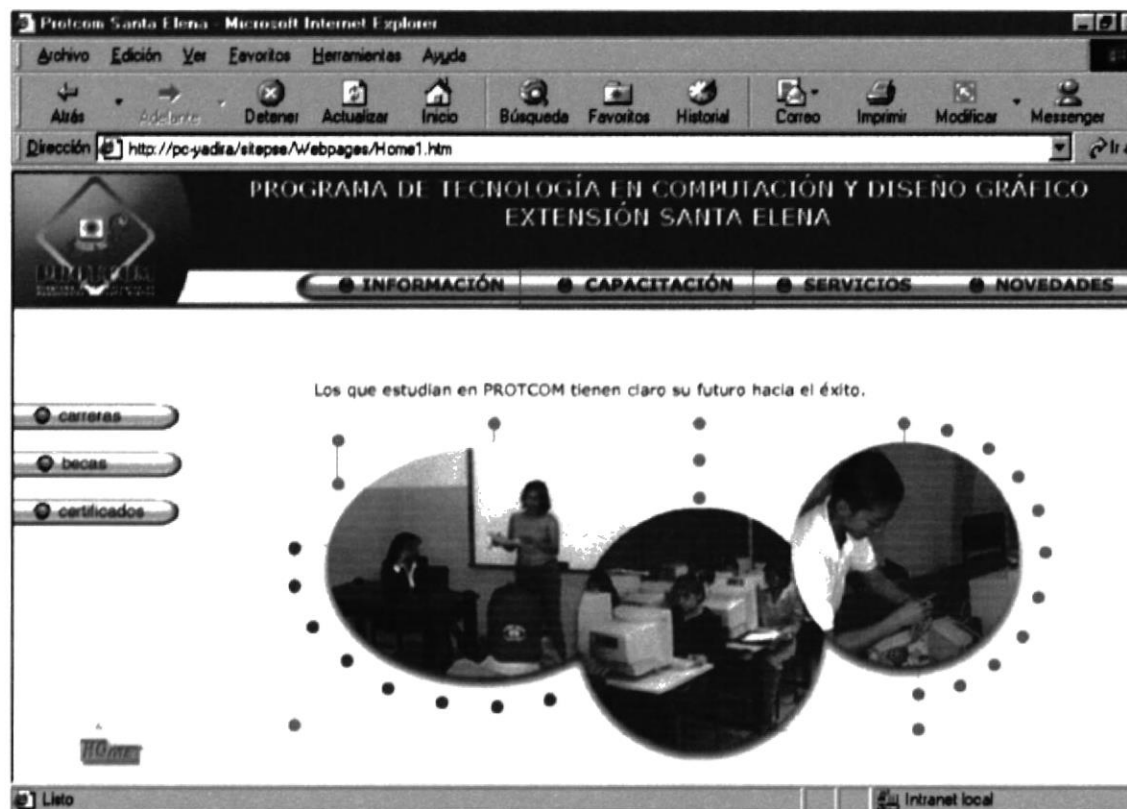 Protcom Santa Elena - Microsoft Internet Explorer
Archivo Edición Ver Favoritos Herramientas Ayuda
Atrás Adelante Detener Actualizar Inicio Búsqueda Favoritos Historial Correo Imprimir Modificar Messenger
Dirección http://pc-yadira/sitepse/Webpages/Home1.htm Ir a
PROGRAMA DE TECNOLOGÍA EN COMPUTACIÓN Y DISEÑO GRÁFICO
EXTENSIÓN SANTA ELENA
PROTCOM
INFORMACIÓN CAPACITACIÓN SERVICIOS NOVEDADES
Los que estudian en PROTCOM tienen claro su futuro hacia el éxito.
carreras
becas
certificados
Listo Intranet local